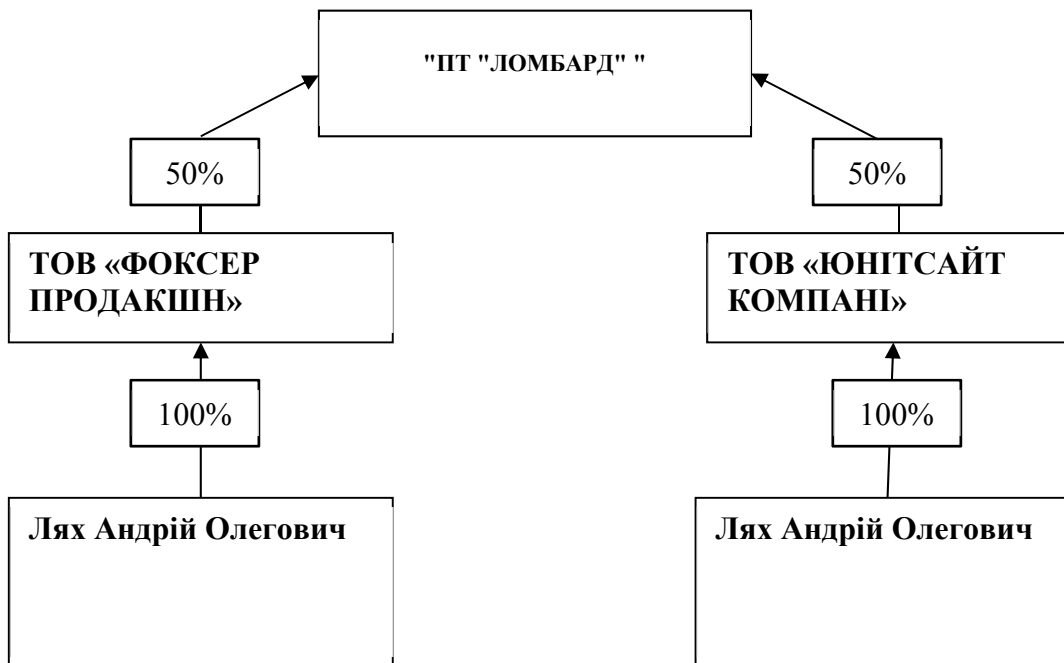 "ПТ "ЛОМБАРД" "
50%
50%
ТОВ «ФОКСЕР
ПРОДАКШН»
ТОВ «ЮНІТСАЙТ
КОМПАНІ»
100%
100%
Лях Андрій Олегович
Лях Андрій Олегович